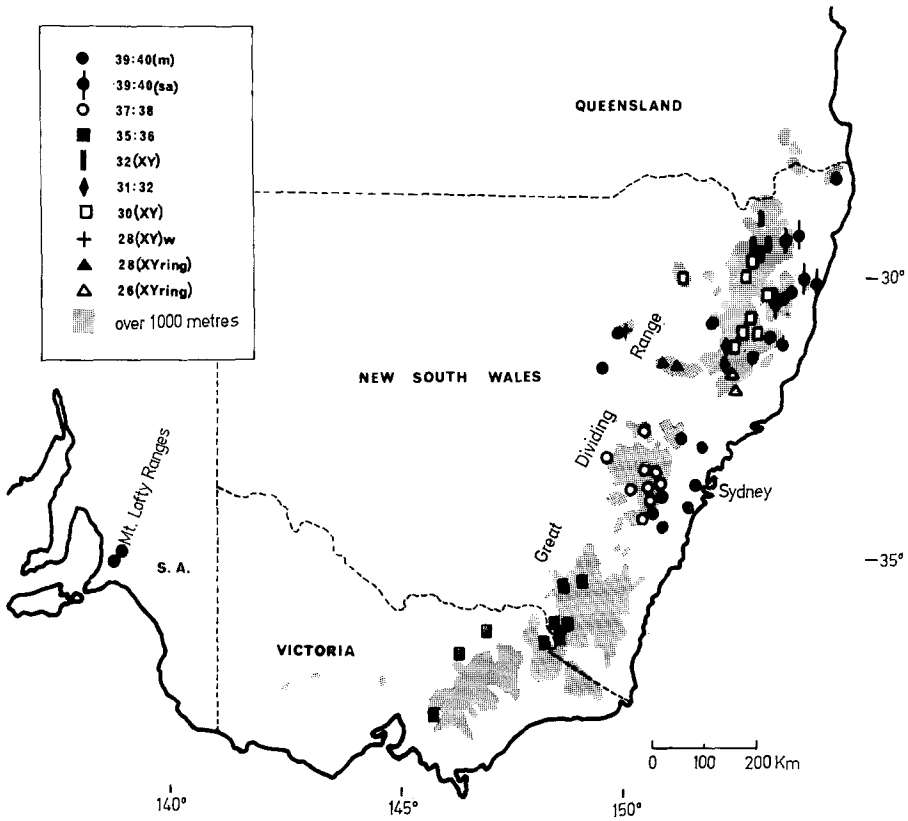 39:40(m)
39:40(sa)
37:38
35:36
32(XY)
31:32
30(XY)
28(XY)w
28(XYring)
26(XYring)
over 1000 metres
QUEENSLAND
—30°
Range
NEW SOUTH WALES
Dividing
Sydney
Mt. Lofty Ranges
Great
—35°
S.A.
VICTORIA
0 100 200 Km
140° 145° 150°